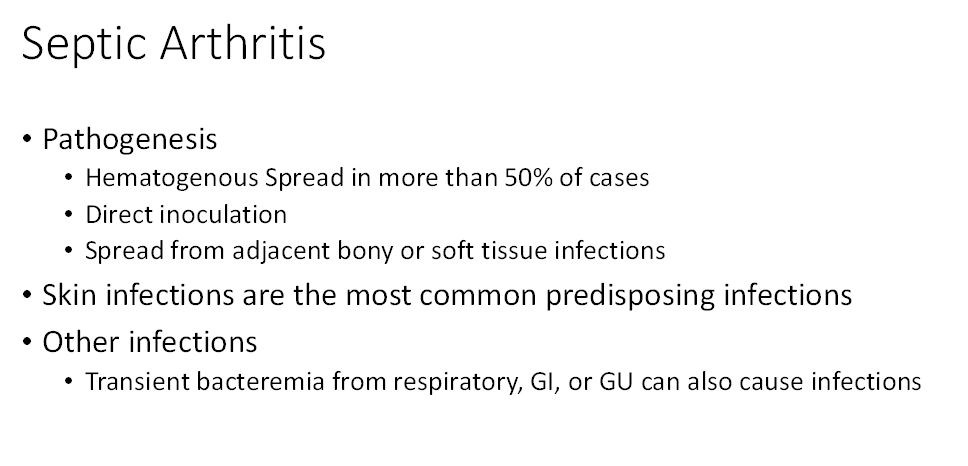 Septic Arthritis
• Pathogenesis
• Hematogenous Spread in more than 50% of cases
• Direct inoculation
• Spread from adjacent bony or soft tissue infections
• Skin infections are the most common predisposing infections
• Other infections
• Transient bacteremia from respiratory, GI, or GU can also cause infections